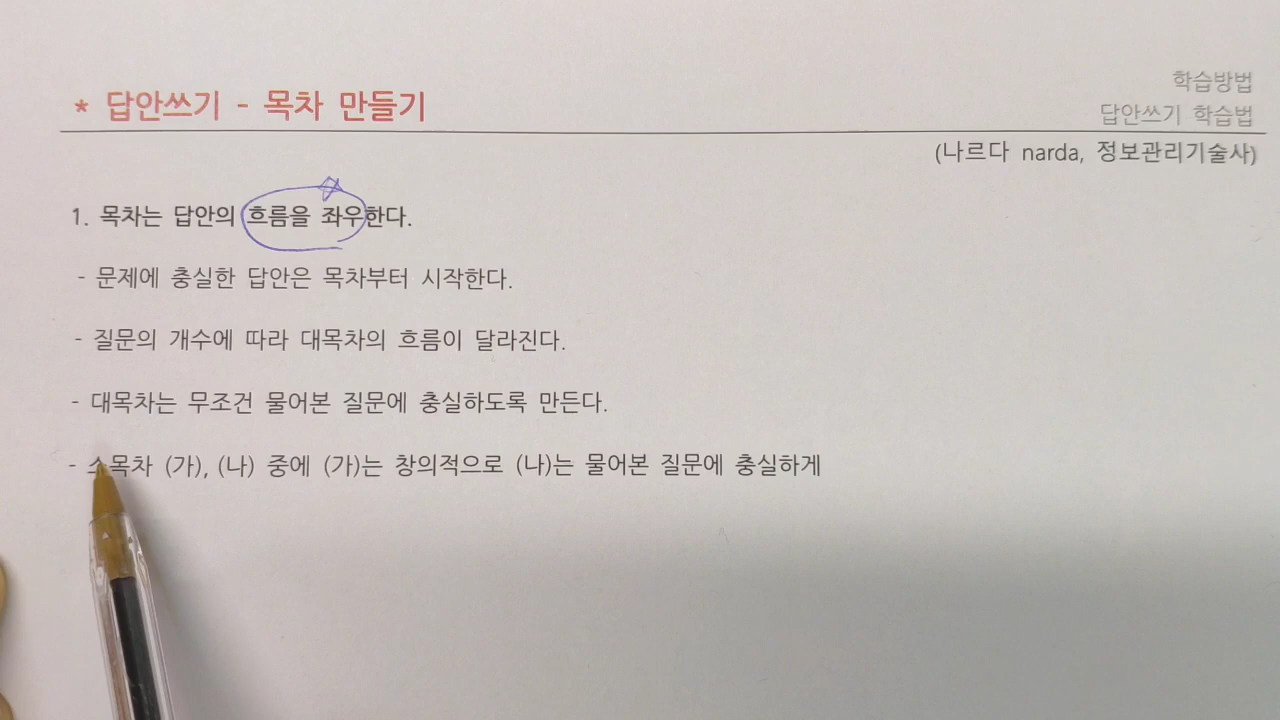 * 답안쓰기 - 목차 만들기
학습방법
답안쓰기 학습법
(나르다 narda, 정보관리기술사)
1. 목차는 답안의 흐름을 좌우한다.
- 문제에 충실한 답안은 목차부터 시작한다.
- 질문의 개수에 따라 대목차의 흐름이 달라진다.
- 대목차는 무조건 물어본 질문에 충실하도록 만든다.
- 소목차 (가), (나) 중에 (가)는 창의적으로 (나)는 물어본 질문에 충실하게